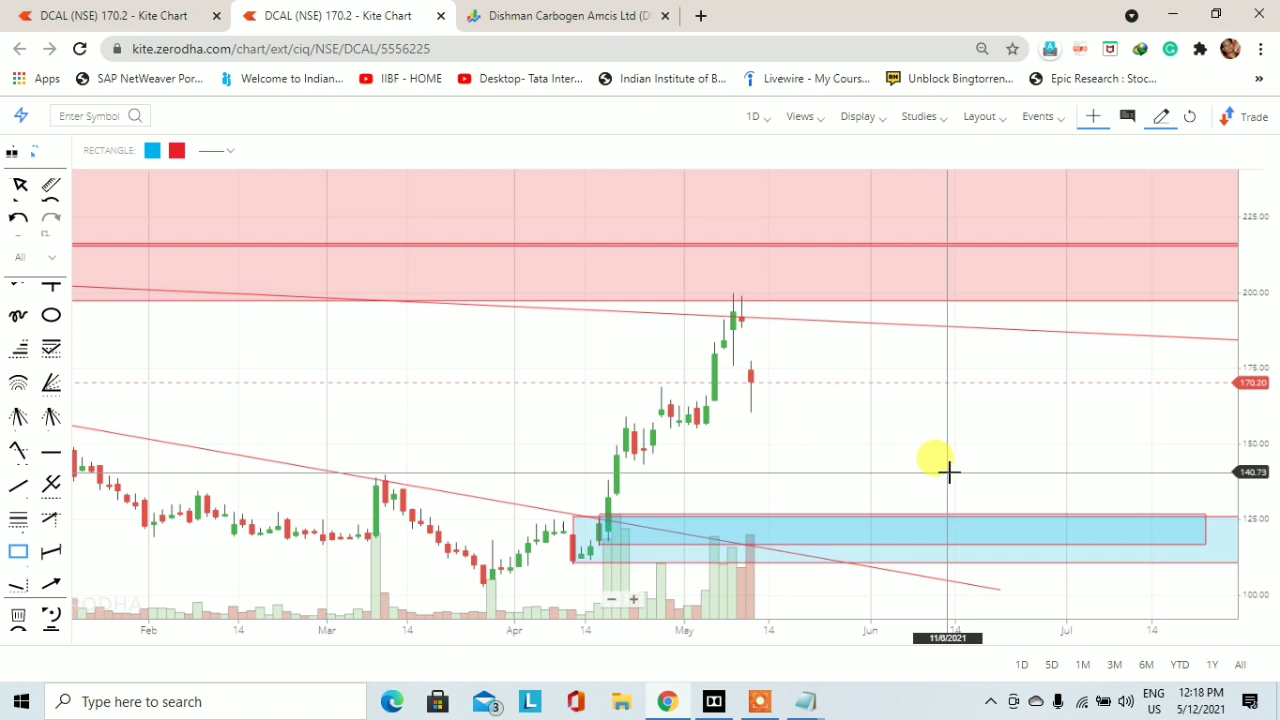 DCAL (NSE) 170.2 - Kite Chart
DCAL (NSE) 170.2 - Kite Chart
Dishman Carbogen Amcis Ltd (D
kite.zerodha.com/chart/ext/ciq/NSE/DCAL/5556225
Apps
SAP NetWeaver Por...
Welcome to Indian...
IIBF - HOME
Desktop- Tata Inter...
Indian Institute of B...
Livewire - My Cours...
RH
Unblock Bingtorren...
Epic Research : Stoc...
»
Enter Symbol
1D
Views
Display
Studies
Layout
Events
Trade
RECTANGLE:
All
225.00
200.00
175.00
170.20
150.00
140.73
125.00
100.00
Feb
14
Mar
14
Apr
14
May
14
Jun
14
Jul
14
11/6/2021
1D
5D
1M
3M
6M
YTD
1Y
All
Type here to search
3
L
ENG
US
12:18 PM
5/12/2021